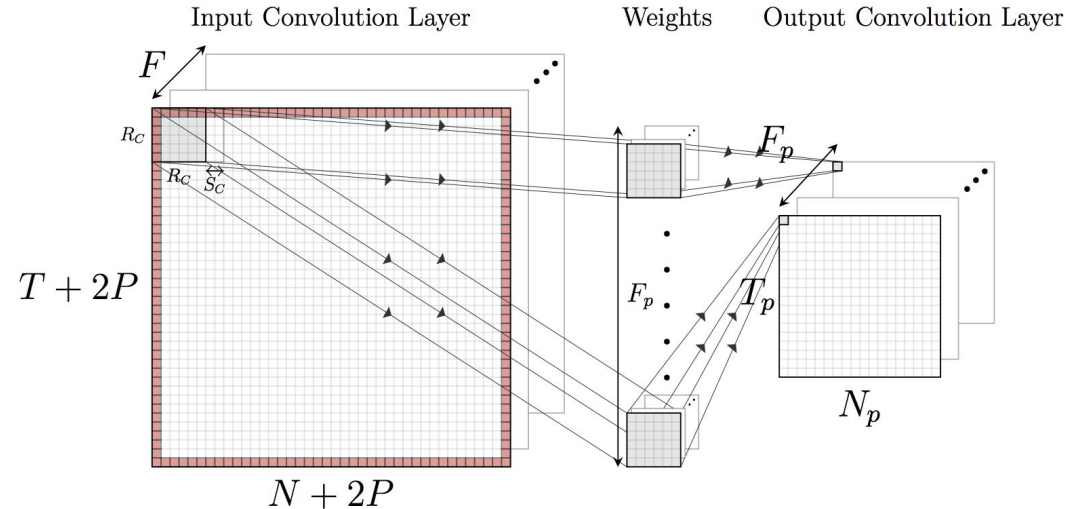 Input Convolution Layer
Weights
Output Convolution Layer
F
R_C
R_C
S_C
T + 2P
N + 2P
F_p
F_p
T_p
N_p